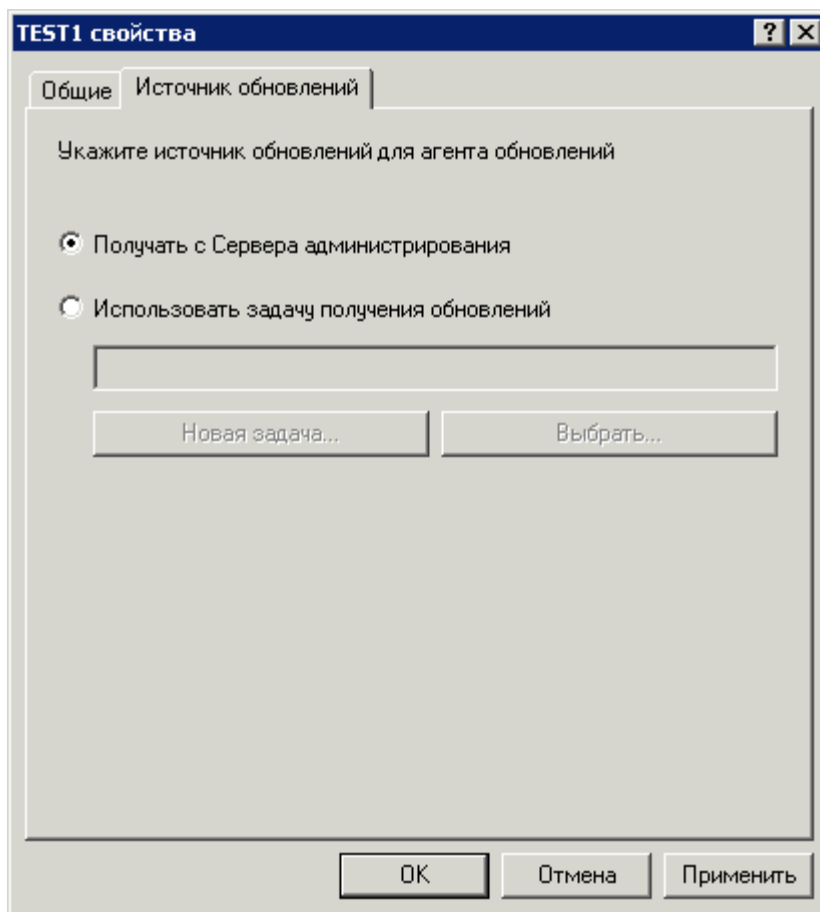 TEST1 свойства
Общие
Источник обновлений
Укажите источник обновлений для агента обновлений
Получать с Сервера администрирования
Использовать задачу получения обновлений
Новая задача...
Выбрать...
OK
Отмена
Применить